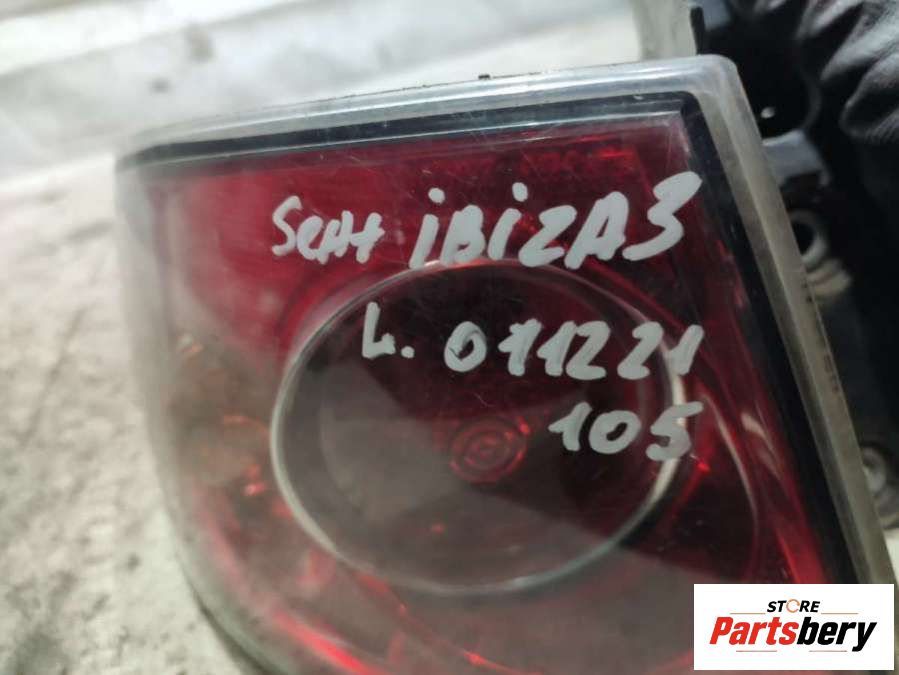 Seat iBiZA3
L. 011221
105
STORE
Partsbery